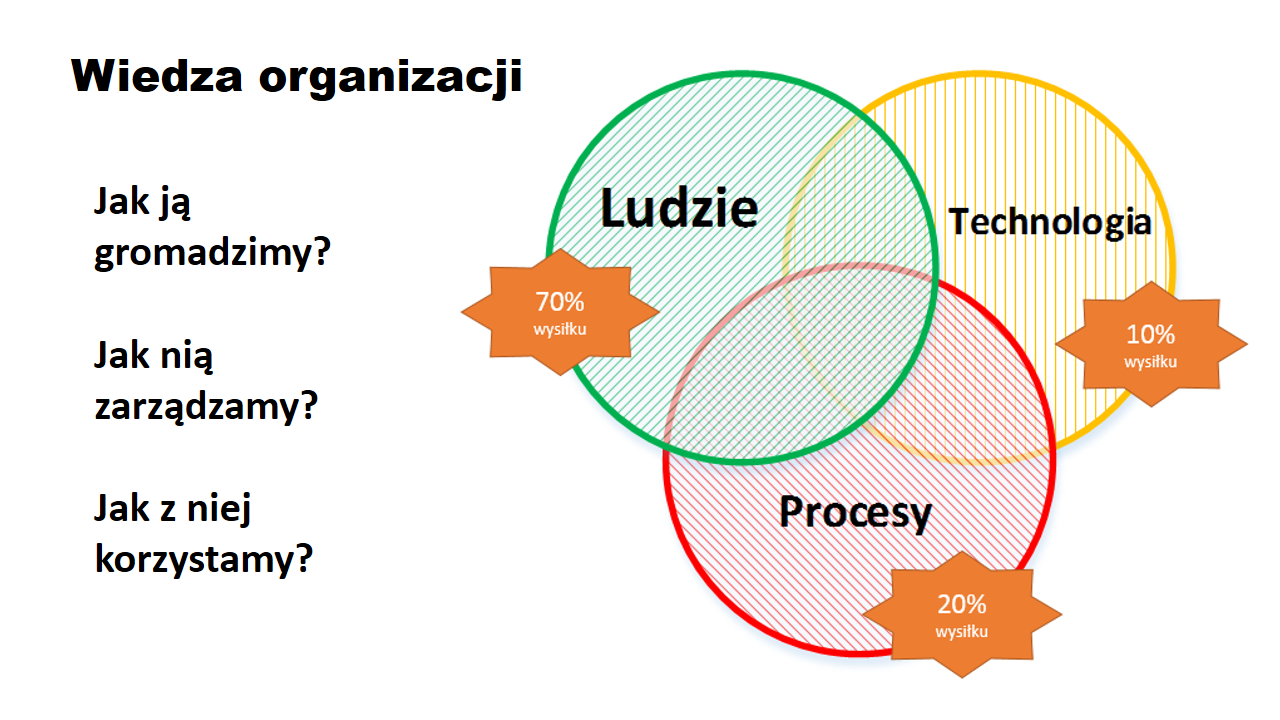 Wiedza organizacji
Jak ją
gromadzimy?
Jak nią
zarządzamy?
Jak z niej
korzystamy?
Ludzie
70%
wysiłku
Technologia
10%
wysiłku
Procesy
20%
wysiłku